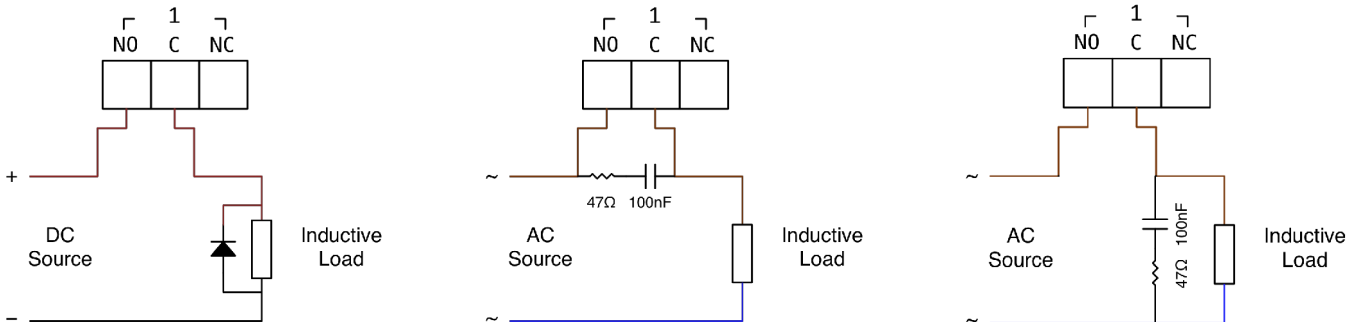 1
NO C NC
+
DC
Source
Inductive
Load
−
1
NO C NC
~
47Ω 100nF
AC
Source
Inductive
Load
~
1
NO C NC
~
47Ω 100nF
AC
Source
Inductive
Load
~